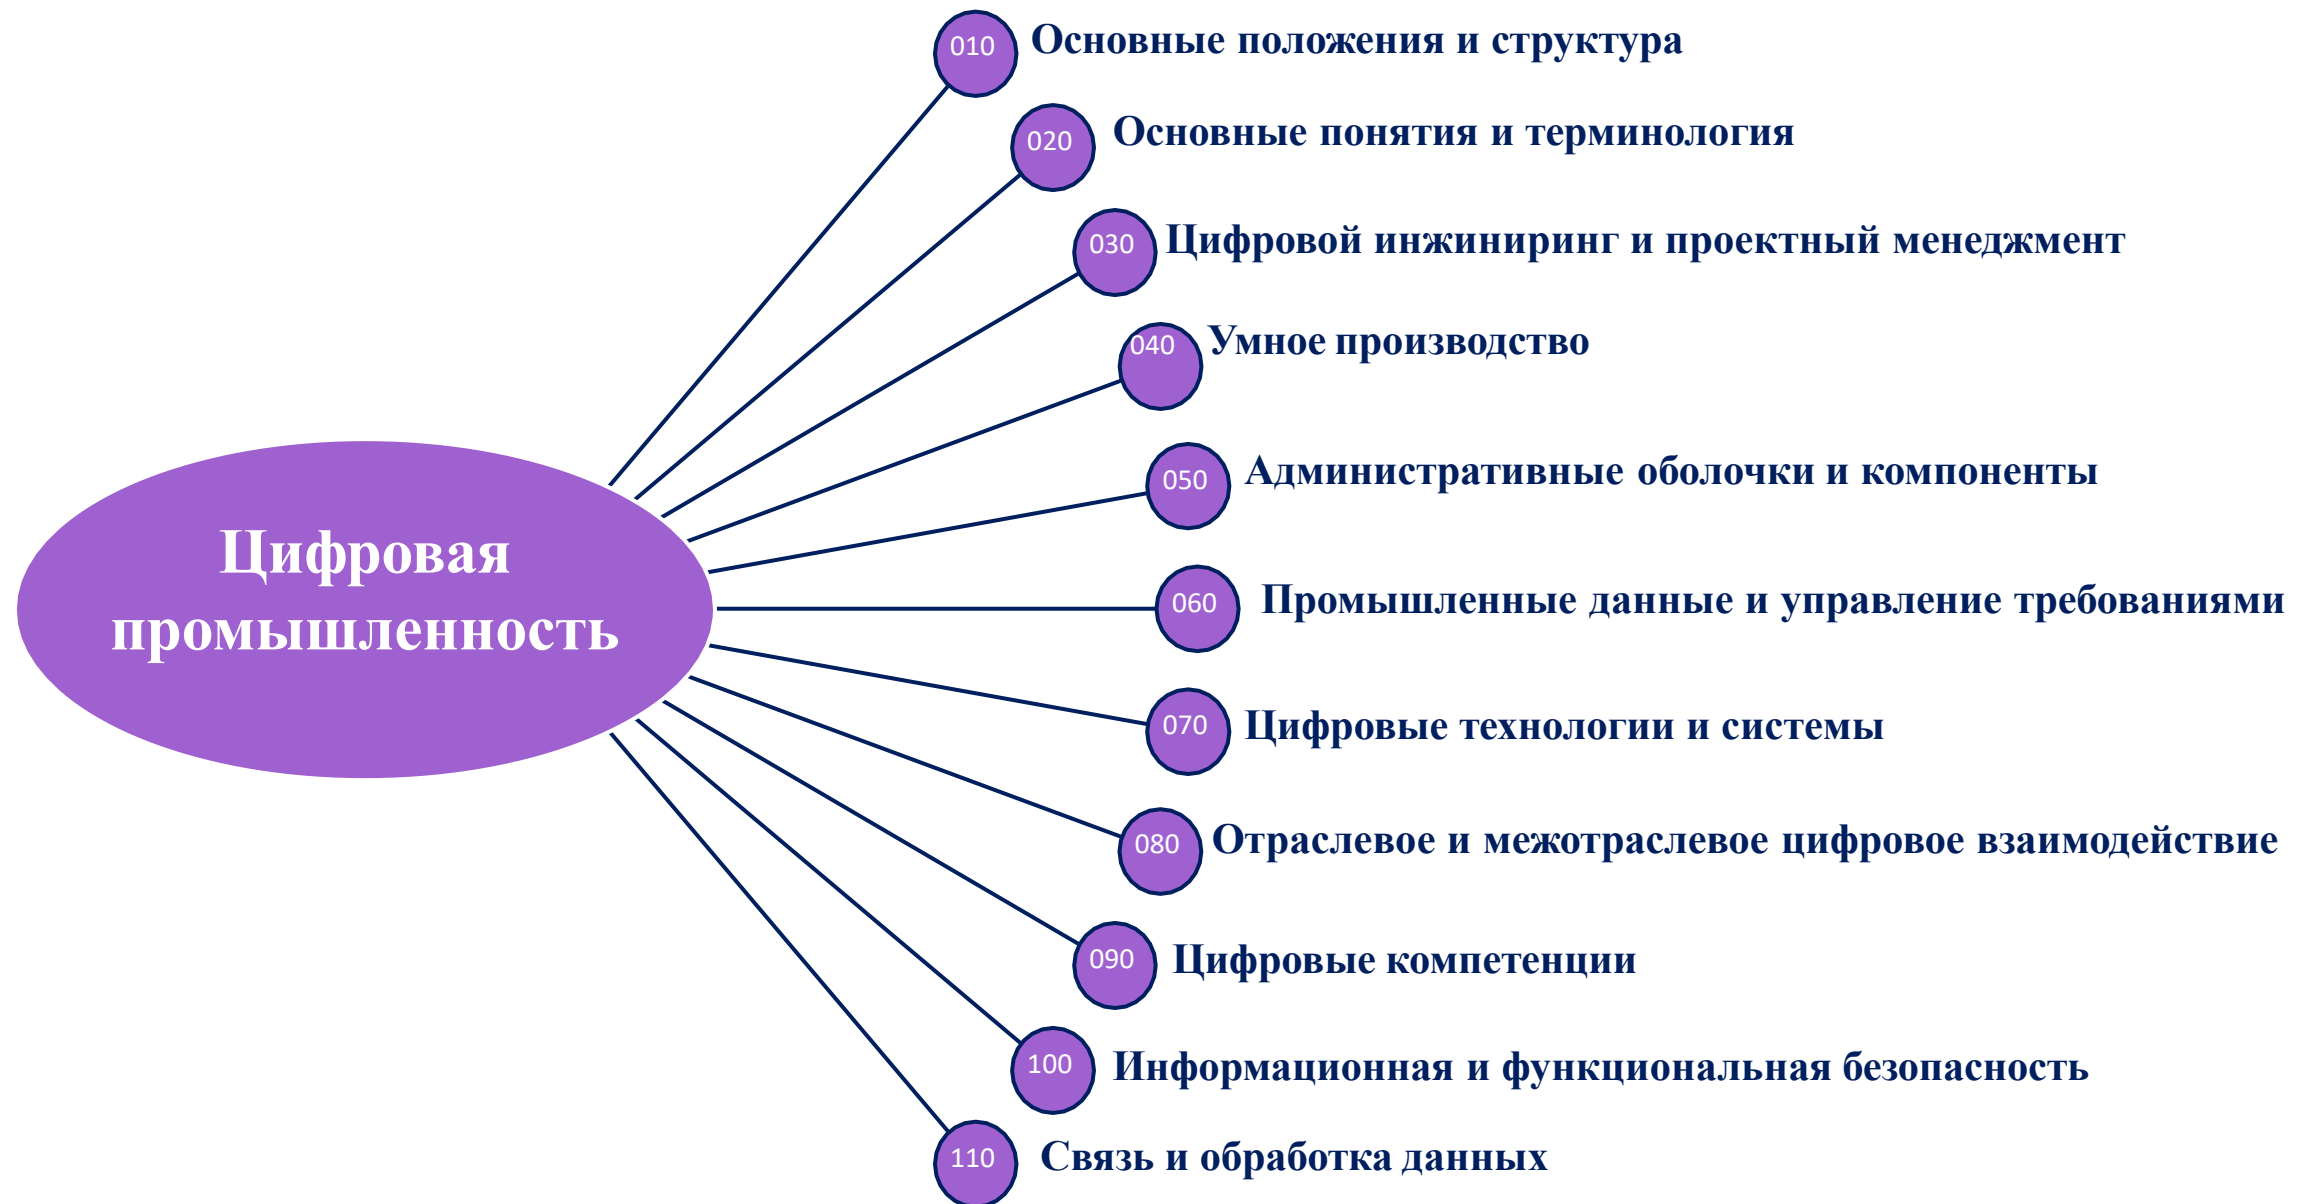 010
Основные положения и структура
020
Основные понятия и терминология
030
Цифровой инжиниринг и проектный менеджмент
040
Умное производство
050
Административные оболочки и компоненты
Цифровая
промышленность
060
Промышленные данные и управление требованиями
070
Цифровые технологии и системы
080
Отраслевое и межотраслевое цифровое взаимодействие
090
Цифровые компетенции
100
Информационная и функциональная безопасность
110
Связь и обработка данных